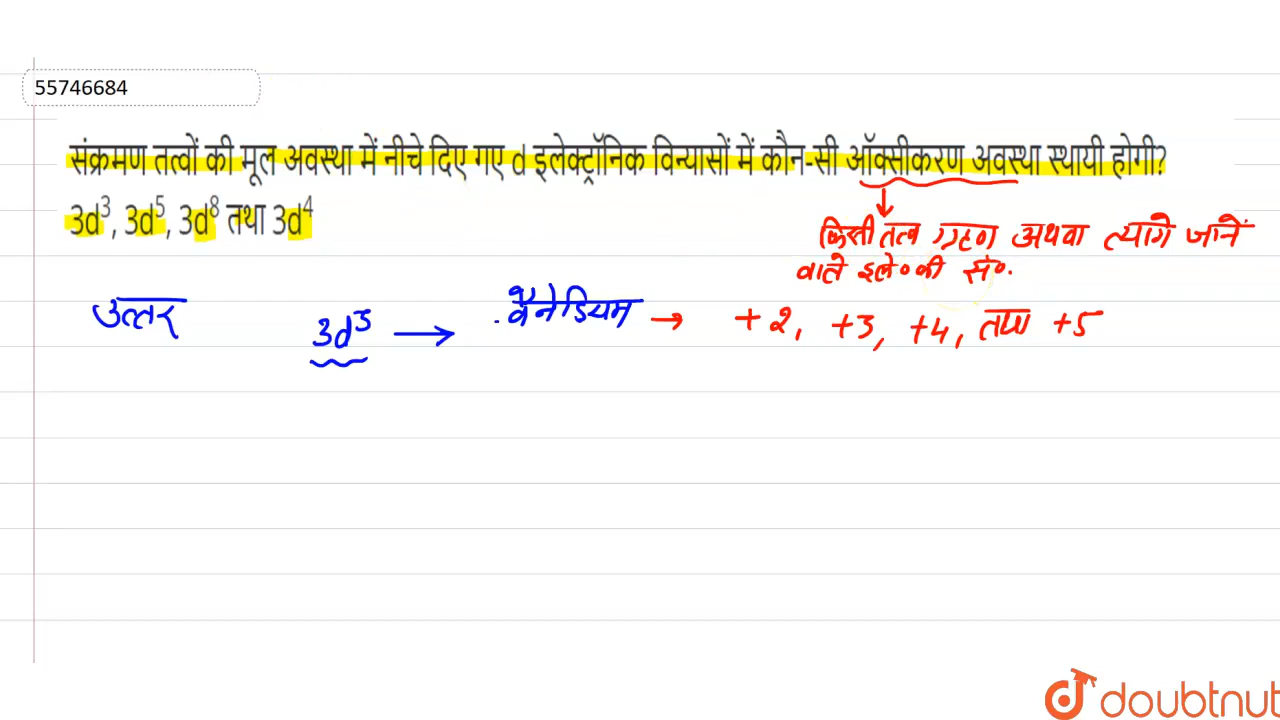 55746684
संक्रमण तत्वों की मूल अवस्था में नीचे दिए गए d इलेक्ट्रॉनिक विन्यासों में कौन-सी ऑक्सीकरण अवस्था स्थायी होगी?
3d³, 3d⁵, 3d⁸ तथा 3d⁴
किसी तत्व ग्रहण अथवा त्यागे जाने
वाले इले० की सं०.
उत्तर 3d³ → वैनेडियम → +2, +3, +4, तथा +5
doubtnut